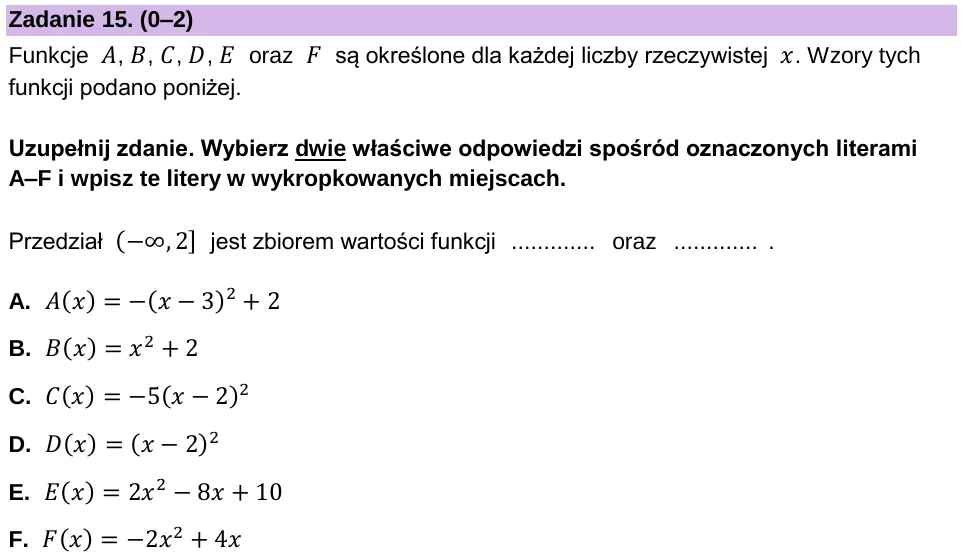 Zadanie 15. (0–2)
Funkcje A, B, C, D, E oraz F są określone dla każdej liczby rzeczywistej x. Wzory tych
funkcji podano poniżej.
Uzupełnij zdanie. Wybierz dwie właściwe odpowiedzi spośród oznaczonych literami
A–F i wpisz te litery w wykropkowanych miejscach.
Przedział (−∞, 2] jest zbiorem wartości funkcji ............. oraz ............. .
A. A(x) = −(x − 3)² + 2
B. B(x) = x² + 2
C. C(x) = −5(x − 2)²
D. D(x) = (x − 2)²
E. E(x) = 2x² − 8x + 10
F. F(x) = −2x² + 4x